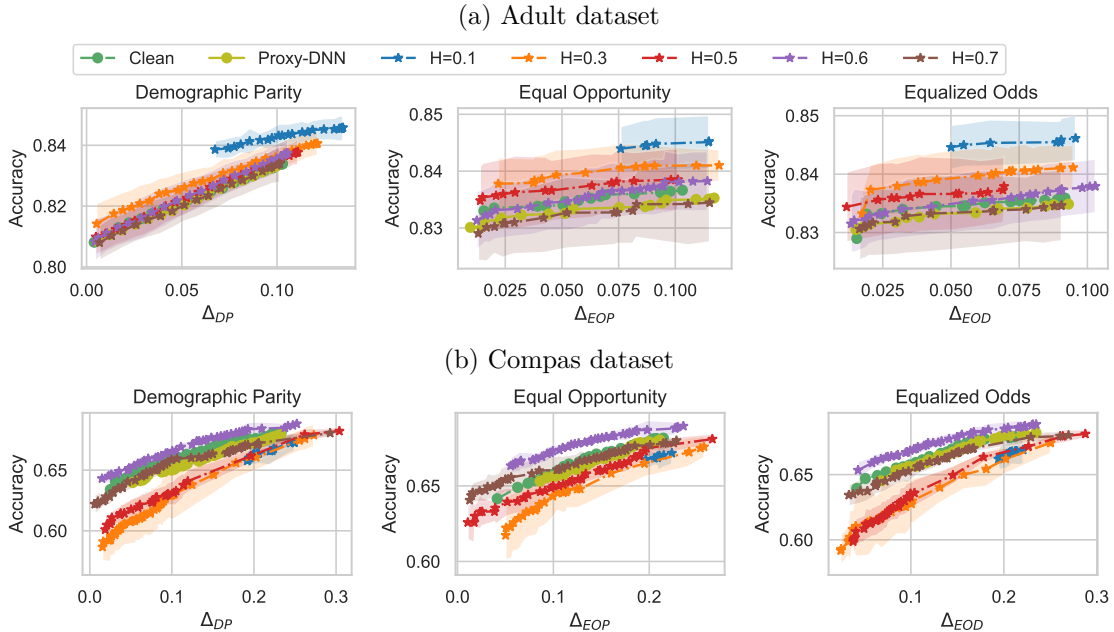 (a) Adult dataset
Clean Proxy-DNN H=0.1 H=0.3 H=0.5 H=0.6 H=0.7
Demographic Parity
Accuracy
0.84
0.82
0.80
0.00 0.05 0.10
Δ_DP
Equal Opportunity
Accuracy
0.85
0.84
0.83
0.025 0.050 0.075 0.100
Δ_EOP
Equalized Odds
Accuracy
0.85
0.84
0.83
0.025 0.050 0.075 0.100
Δ_EOD
(b) Compas dataset
Demographic Parity
Accuracy
0.65
0.60
0.0 0.1 0.2 0.3
Δ_DP
Equal Opportunity
Accuracy
0.65
0.60
0.0 0.1 0.2
Δ_EOP
Equalized Odds
Accuracy
0.65
0.60
0.1 0.2 0.3
Δ_EOD